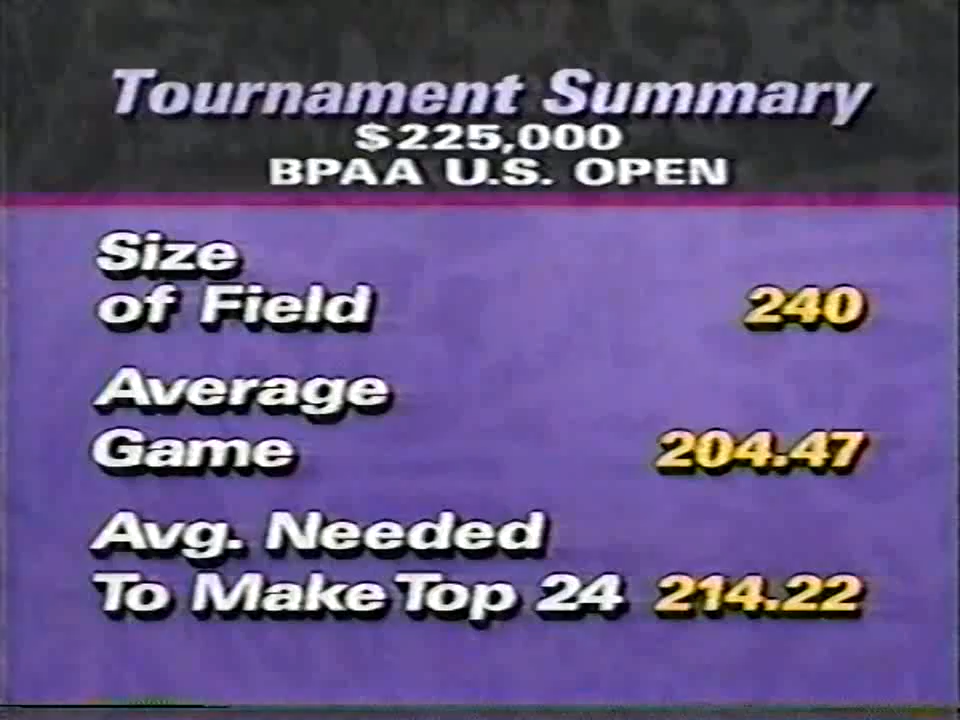 Tournament Summary
$225,000
BPAA U.S. OPEN
Size
of Field 240
Average
Game 204.47
Avg. Needed
To Make Top 24 214.22